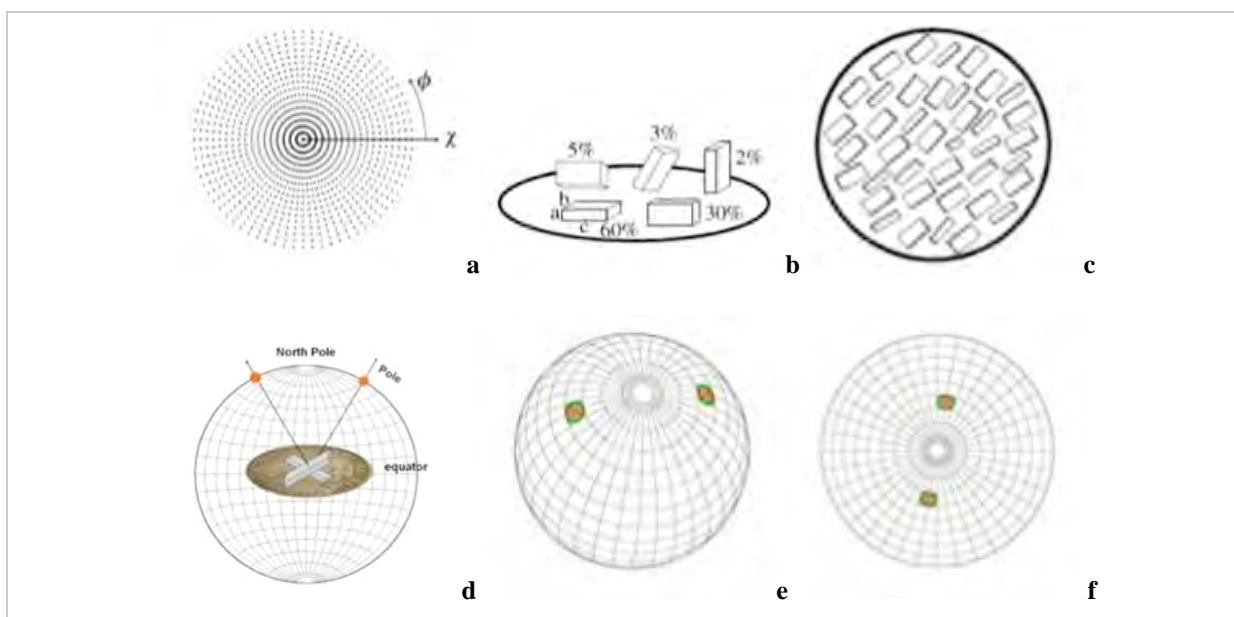 ϕ
χ
5%
3%
2%
b
a
c
60%
30%
a
b
c
North Pole
Pole
equator
d
e
f